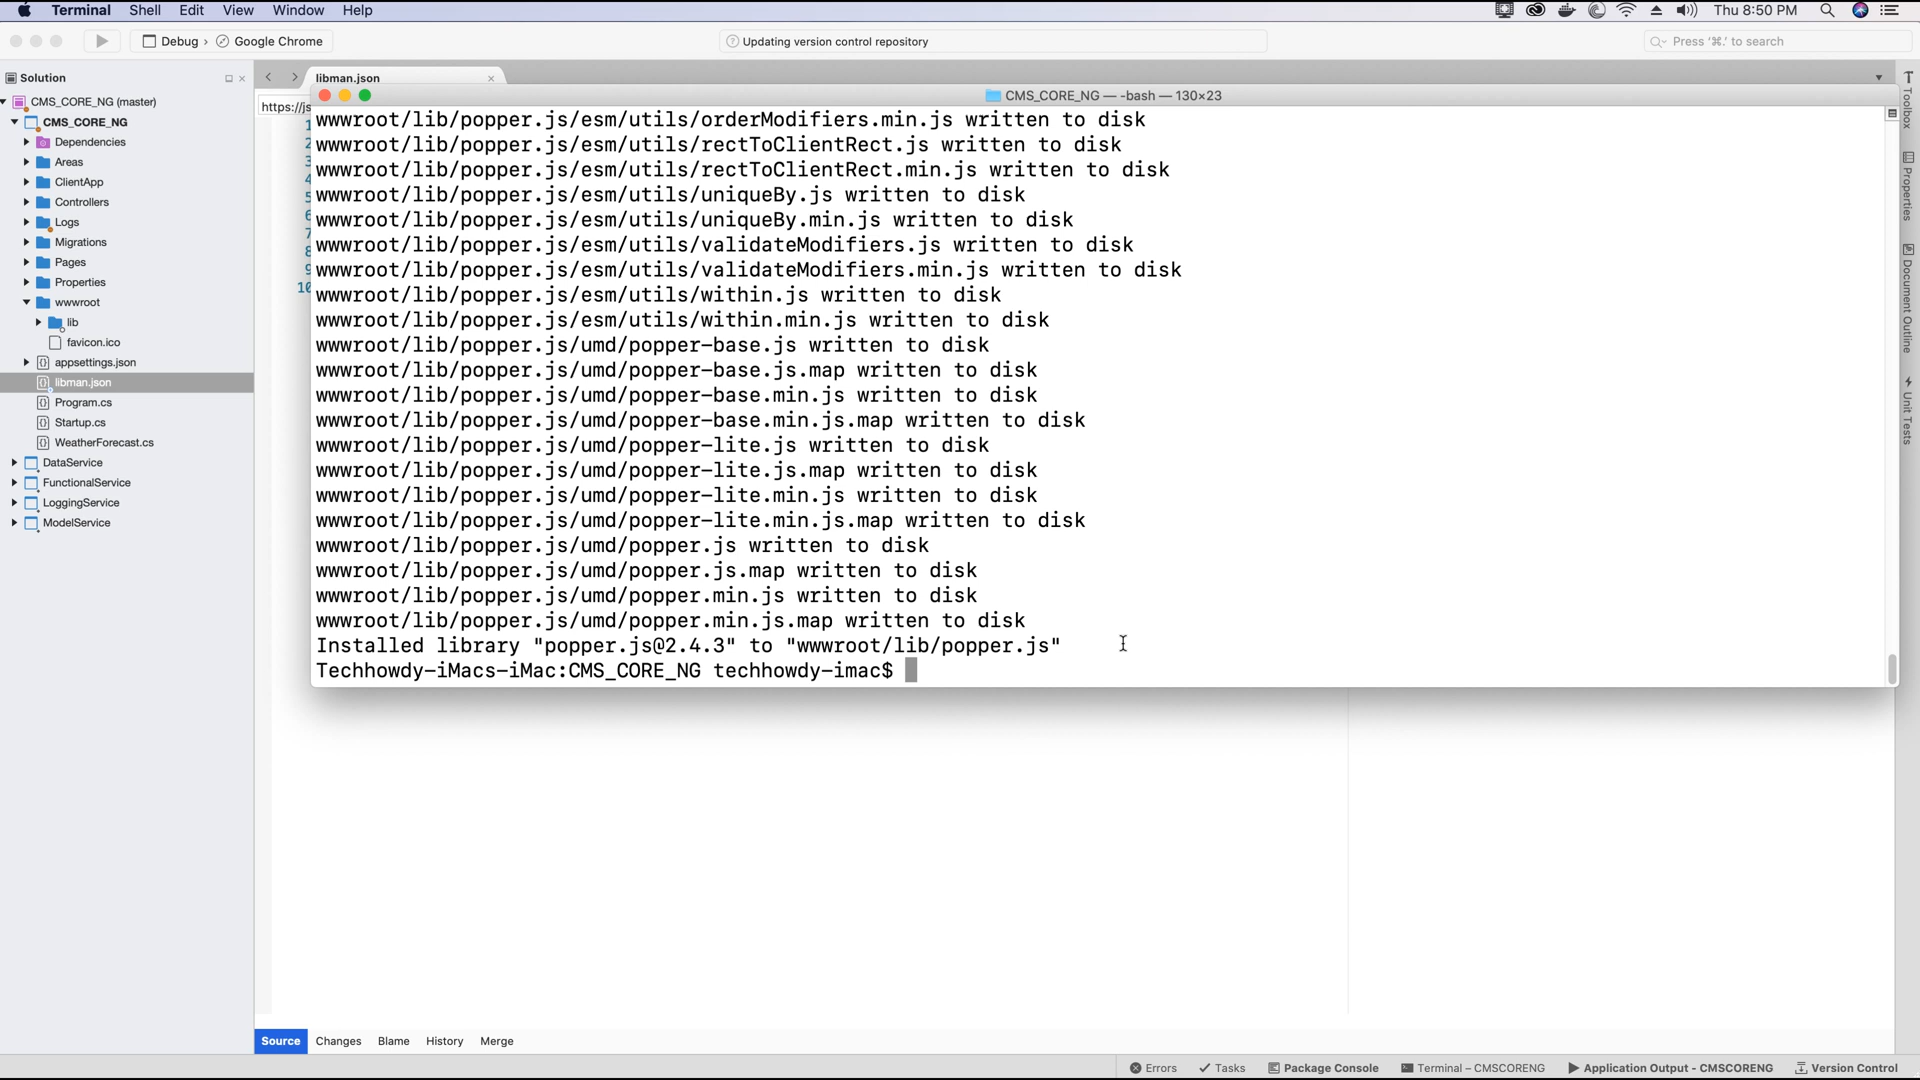 Terminal Shell Edit View Window Help Thu 8:50 PM
Debug › Google Chrome Updating version control repository Press ‘⌘.’ to search
Solution
libman.json
CMS_CORE_NG (master)
CMS_CORE_NG
Dependencies
Areas
ClientApp
Controllers
Logs
Migrations
Pages
Properties
wwwroot
lib
favicon.ico
appsettings.json
libman.json
Program.cs
Startup.cs
WeatherForecast.cs
DataService
FunctionalService
LoggingService
ModelService
https://js
10
CMS_CORE_NG — -bash — 130×23
wwwroot/lib/popper.js/esm/utils/orderModifiers.min.js written to disk
wwwroot/lib/popper.js/esm/utils/rectToClientRect.js written to disk
wwwroot/lib/popper.js/esm/utils/rectToClientRect.min.js written to disk
wwwroot/lib/popper.js/esm/utils/uniqueBy.js written to disk
wwwroot/lib/popper.js/esm/utils/uniqueBy.min.js written to disk
wwwroot/lib/popper.js/esm/utils/validateModifiers.js written to disk
wwwroot/lib/popper.js/esm/utils/validateModifiers.min.js written to disk
wwwroot/lib/popper.js/esm/utils/within.js written to disk
wwwroot/lib/popper.js/esm/utils/within.min.js written to disk
wwwroot/lib/popper.js/umd/popper-base.js written to disk
wwwroot/lib/popper.js/umd/popper-base.js.map written to disk
wwwroot/lib/popper.js/umd/popper-base.min.js written to disk
wwwroot/lib/popper.js/umd/popper-base.min.js.map written to disk
wwwroot/lib/popper.js/umd/popper-lite.js written to disk
wwwroot/lib/popper.js/umd/popper-lite.js.map written to disk
wwwroot/lib/popper.js/umd/popper-lite.min.js written to disk
wwwroot/lib/popper.js/umd/popper-lite.min.js.map written to disk
wwwroot/lib/popper.js/umd/popper.js written to disk
wwwroot/lib/popper.js/umd/popper.js.map written to disk
wwwroot/lib/popper.js/umd/popper.min.js written to disk
wwwroot/lib/popper.js/umd/popper.min.js.map written to disk
Installed library "popper.js@2.4.3" to "wwwroot/lib/popper.js"
Techhowdy-iMacs-iMac:CMS_CORE_NG techhowdy-imac$
Toolbox
Properties
Document Outline
Unit Tests
Source Changes Blame History Merge
Errors Tasks Package Console Terminal – CMSCORENG Application Output - CMSCORENG Version Control